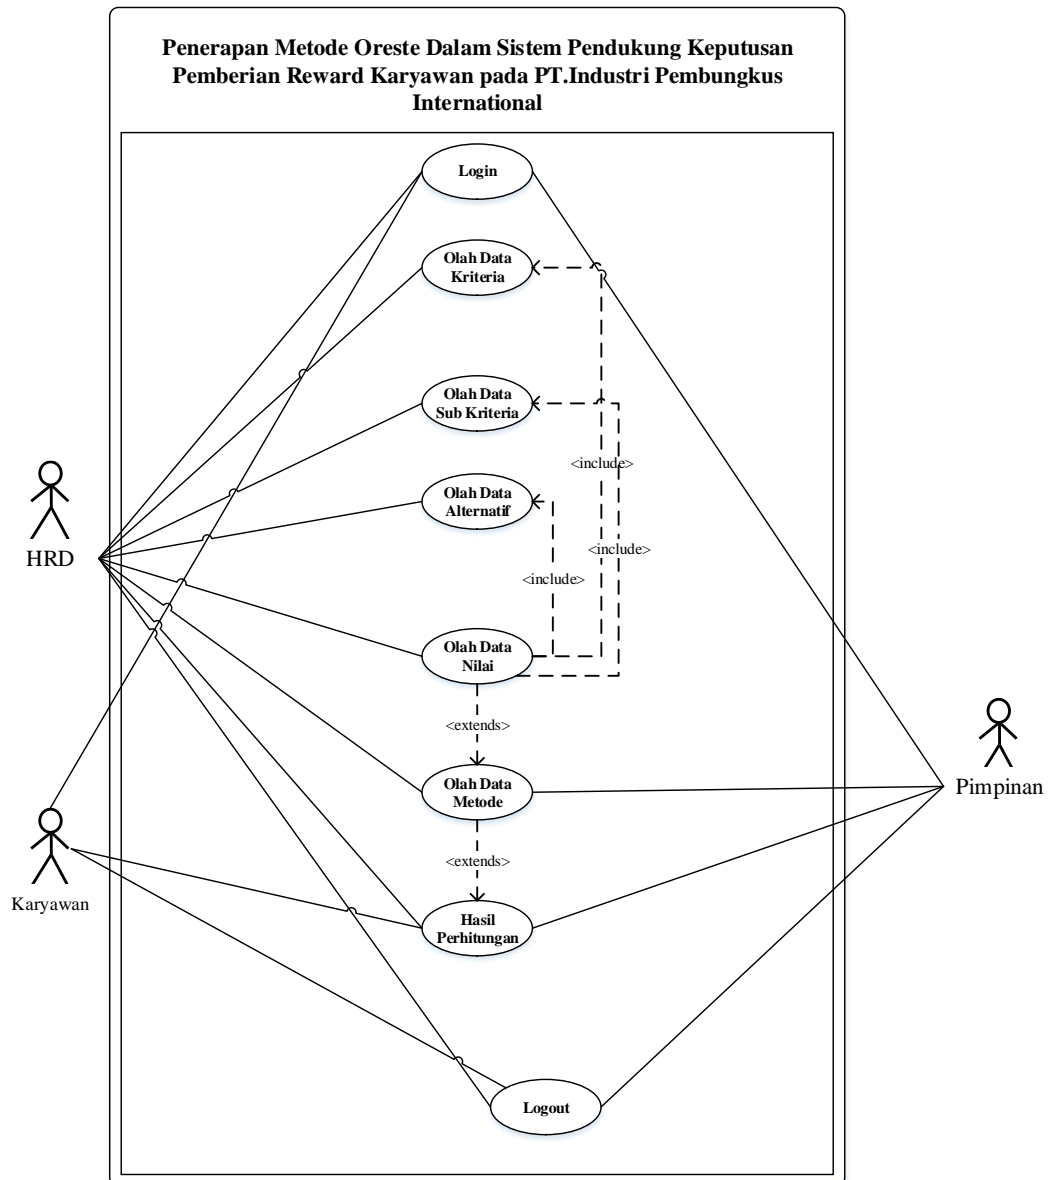 Penerapan Metode Oreste Dalam Sistem Pendukung Keputusan
Pemberian Reward Karyawan pada PT.Industri Pembungkus
International
Login
Olah Data
Kriteria
Olah Data
Sub Kriteria
<include>
Olah Data
Alternatif
<include>
<include>
HRD
Olah Data
Nilai
<extends>
Olah Data
Metode
Pimpinan
<extends>
Karyawan
Hasil
Perhitungan
Logout